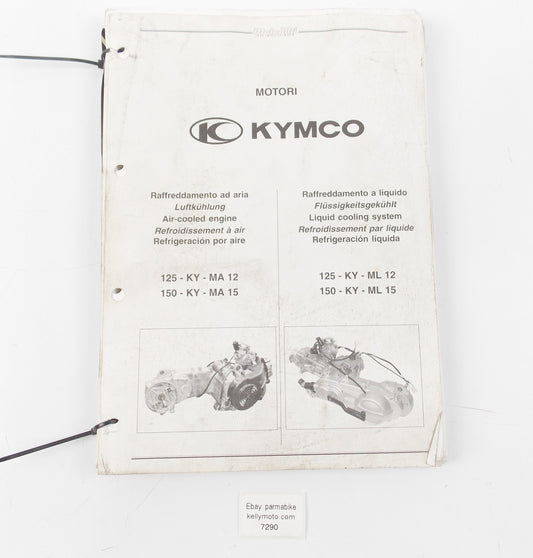 MOTORI
KYMCO
Raffreddamento ad aria
Luftkühlung
Air-cooled engine
Refroidissement à air
Refrigeración por aire
125 - KY - MA 12
150 - KY - MA 15
Raffreddamento a liquido
Flüssigkeitsgekühlt
Liquid cooling system
Refroidissement par liquide
Refrigeración líquida
125 - KY - ML 12
150 - KY - ML 15
Ebay parmabike
kellymoto.com
7290